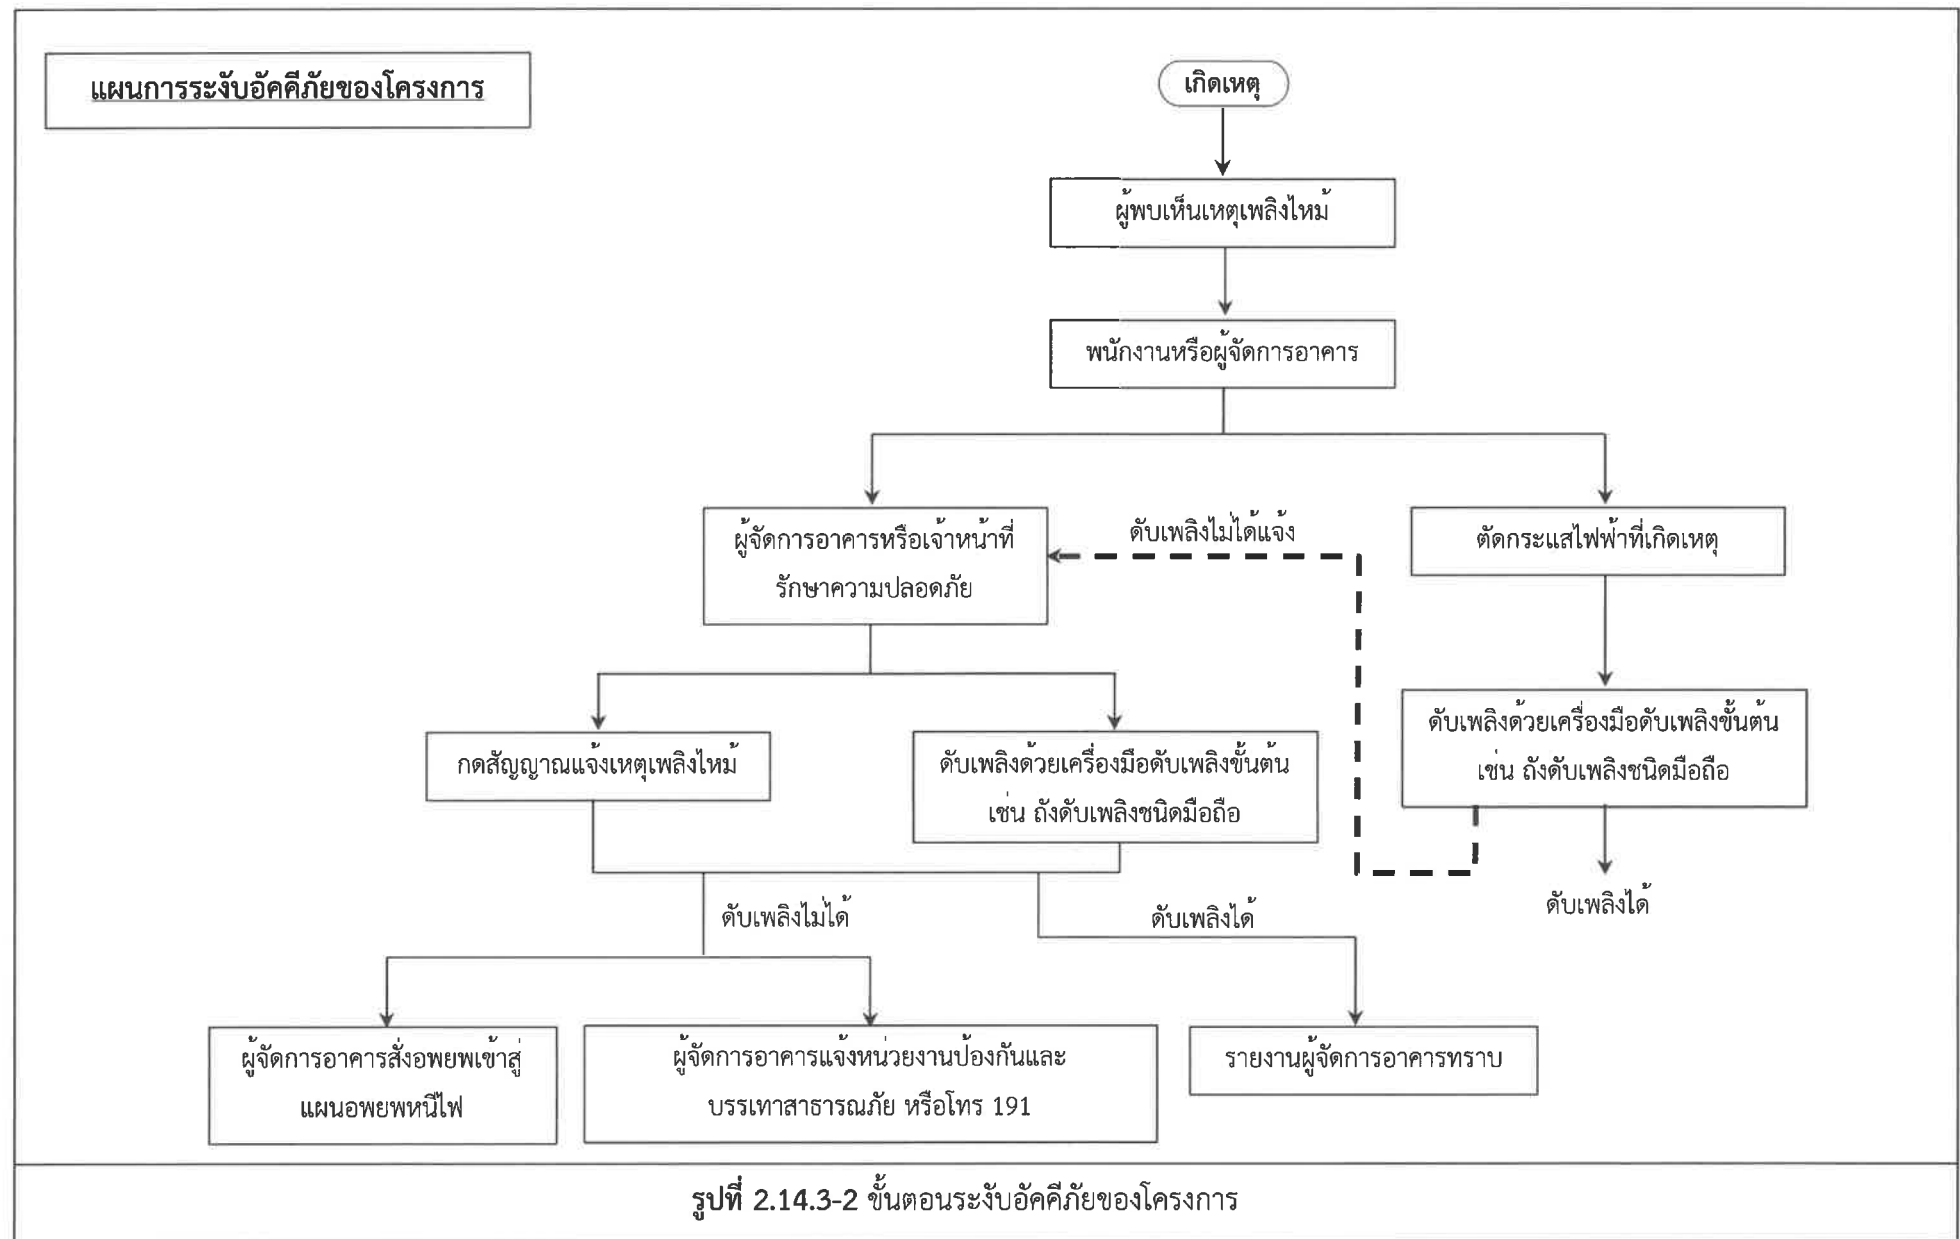 แผนการระงับอัคคีภัยของโครงการ
เกิดเหตุ
ผู้พบเห็นเหตุเพลิงไหม้
พนักงานหรือผู้จัดการอาคาร
ผู้จัดการอาคารหรือเจ้าหน้าที่
รักษาความปลอดภัย
ดับเพลิงไม่ได้แจ้ง
ตัดกระแสไฟฟ้าที่เกิดเหตุ
กดสัญญาณแจ้งเหตุเพลิงไหม้
ดับเพลิงด้วยเครื่องมือดับเพลิงขั้นต้น
เช่น ถังดับเพลิงชนิดมือถือ
ดับเพลิงด้วยเครื่องมือดับเพลิงขั้นต้น
เช่น ถังดับเพลิงชนิดมือถือ
ดับเพลิงไม่ได้
ดับเพลิงได้
ดับเพลิงได้
ผู้จัดการอาคารสั่งอพยพเข้าสู่
แผนอพยพหนีไฟ
ผู้จัดการอาคารแจ้งหน่วยงานป้องกันและ
บรรเทาสาธารณภัย หรือโทร 191
รายงานผู้จัดการอาคารทราบ
รูปที่ 2.14.3-2 ขั้นตอนระงับอัคคีภัยของโครงการ